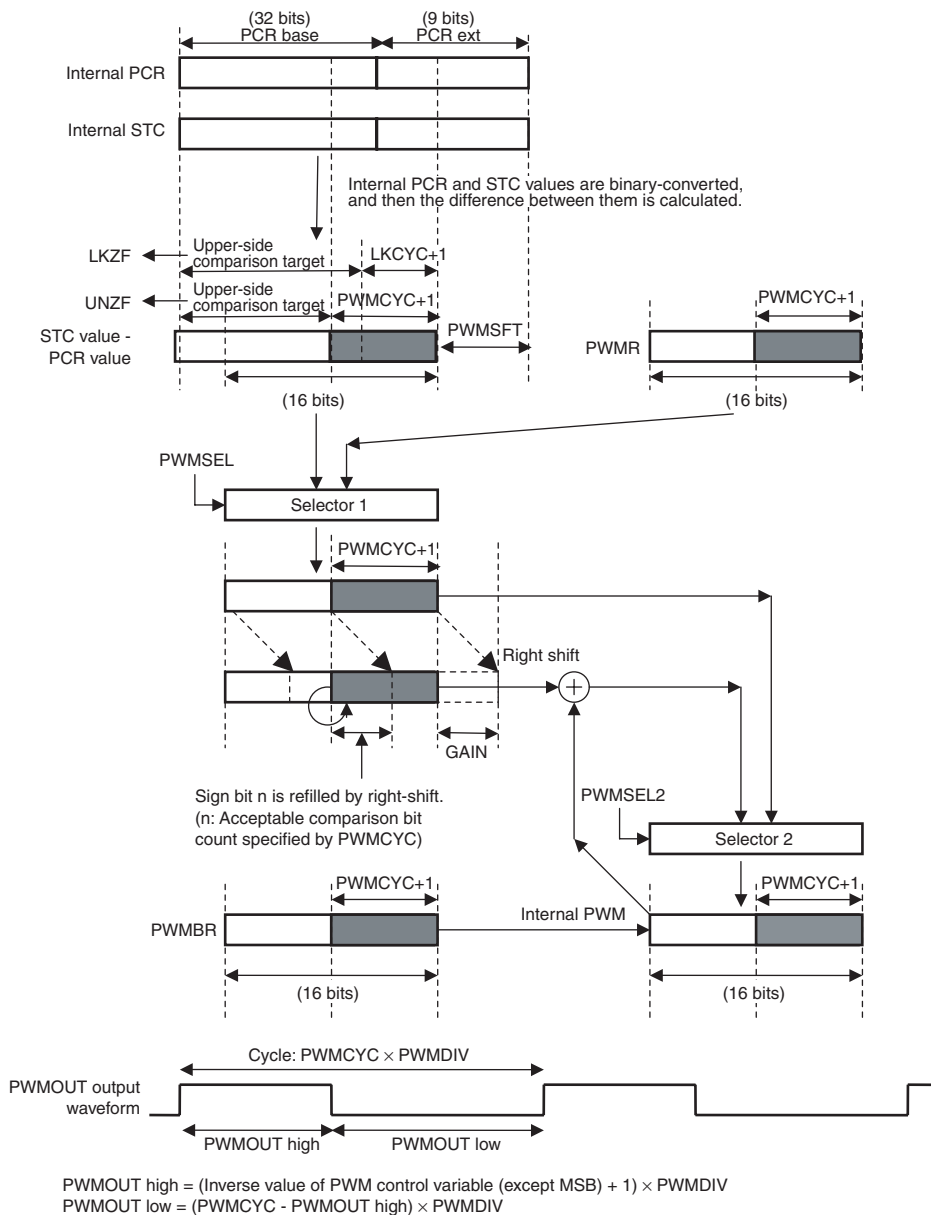 (32 bits)
PCR base
(9 bits)
PCR ext
Internal PCR
Internal STC
Internal PCR and STC values are binary-converted,
and then the difference between them is calculated.
LKZF
Upper-side
comparison target
LKCYC+1
UNZF
Upper-side
comparison target
PWMCYC+1
PWMCYC+1
STC value -
PCR value
PWMSFT
PWMR
(16 bits)
(16 bits)
PWMSEL
Selector 1
PWMCYC+1
Right shift
+
GAIN
Sign bit n is refilled by right-shift.
(n: Acceptable comparison bit
count specified by PWMCYC)
PWMSEL2
Selector 2
PWMCYC+1
PWMCYC+1
PWMBR
Internal PWM
(16 bits)
(16 bits)
Cycle: PWMCYC × PWMDIV
PWMOUT output
waveform
PWMOUT high
PWMOUT low
PWMOUT high = (Inverse value of PWM control variable (except MSB) + 1) × PWMDIV
PWMOUT low = (PWMCYC - PWMOUT high) × PWMDIV